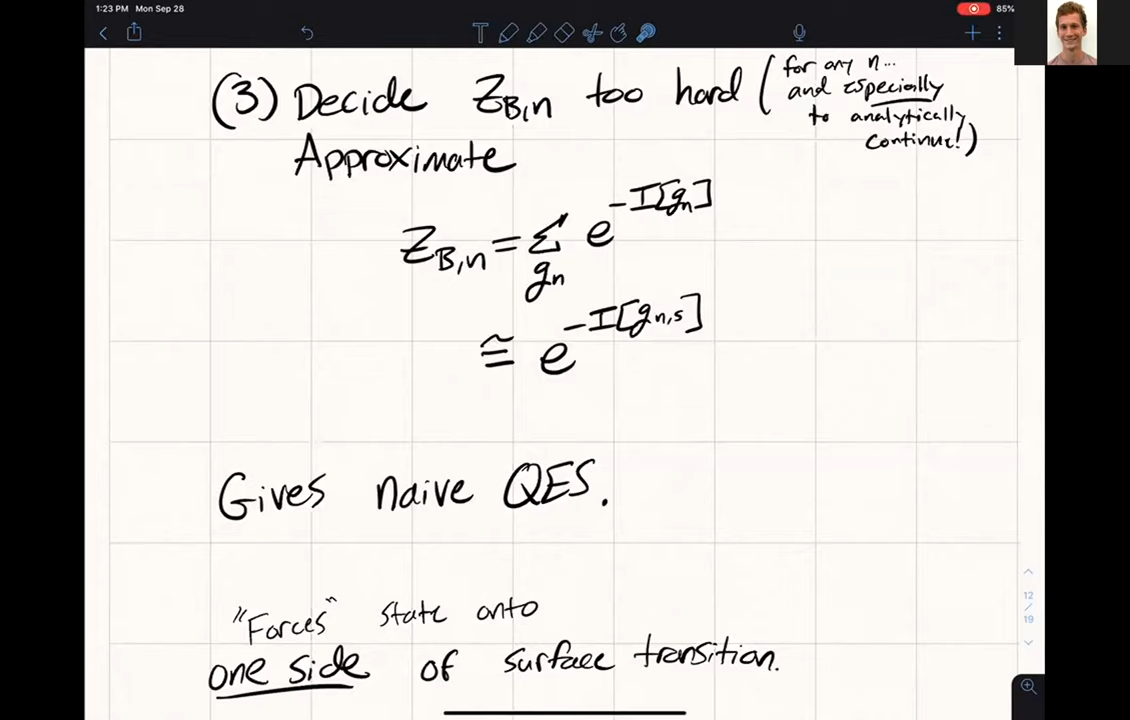 1:23 PM Mon Sep 28
85%
(3) Decide Z_{B,n} too hard (for any n...
and especially
to analytically
continue!)
Approximate
Z_{B,n} = Σ_{g_n} e^{-I[g_n]}
≅ e^{-I[g_{n,s}]}
Gives naive QES.
"Forces" state onto
one side of surface transition.
12
/
19